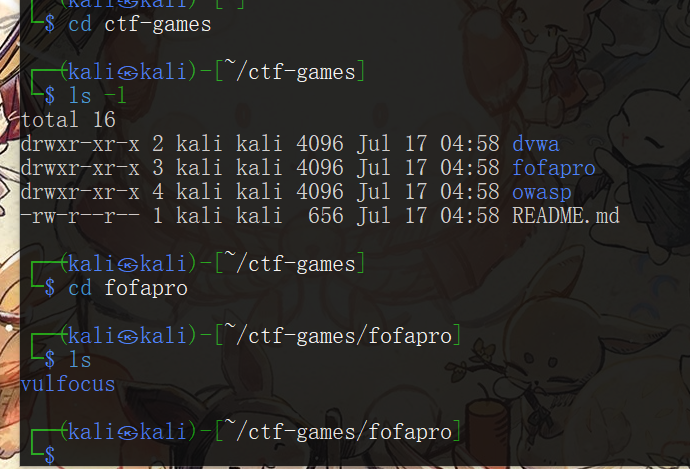 (kali㉿kali)-[~]
$ cd ctf-games
(kali㉿kali)-[~/ctf-games]
$ ls -l
total 16
drwxr-xr-x 2 kali kali 4096 Jul 17 04:58 dvwa
drwxr-xr-x 3 kali kali 4096 Jul 17 04:58 fofapro
drwxr-xr-x 4 kali kali 4096 Jul 17 04:58 owasp
-rw-r--r-- 1 kali kali  656 Jul 17 04:58 README.md
(kali㉿kali)-[~/ctf-games]
$ cd fofapro
(kali㉿kali)-[~/ctf-games/fofapro]
$ ls
vulfocus
(kali㉿kali)-[~/ctf-games/fofapro]
$